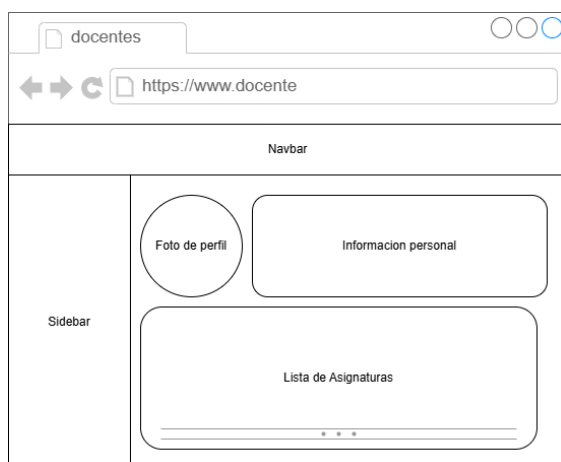 docentes
https://www.docente
Navbar
Foto de perfil
Informacion personal
Sidebar
Lista de Asignaturas